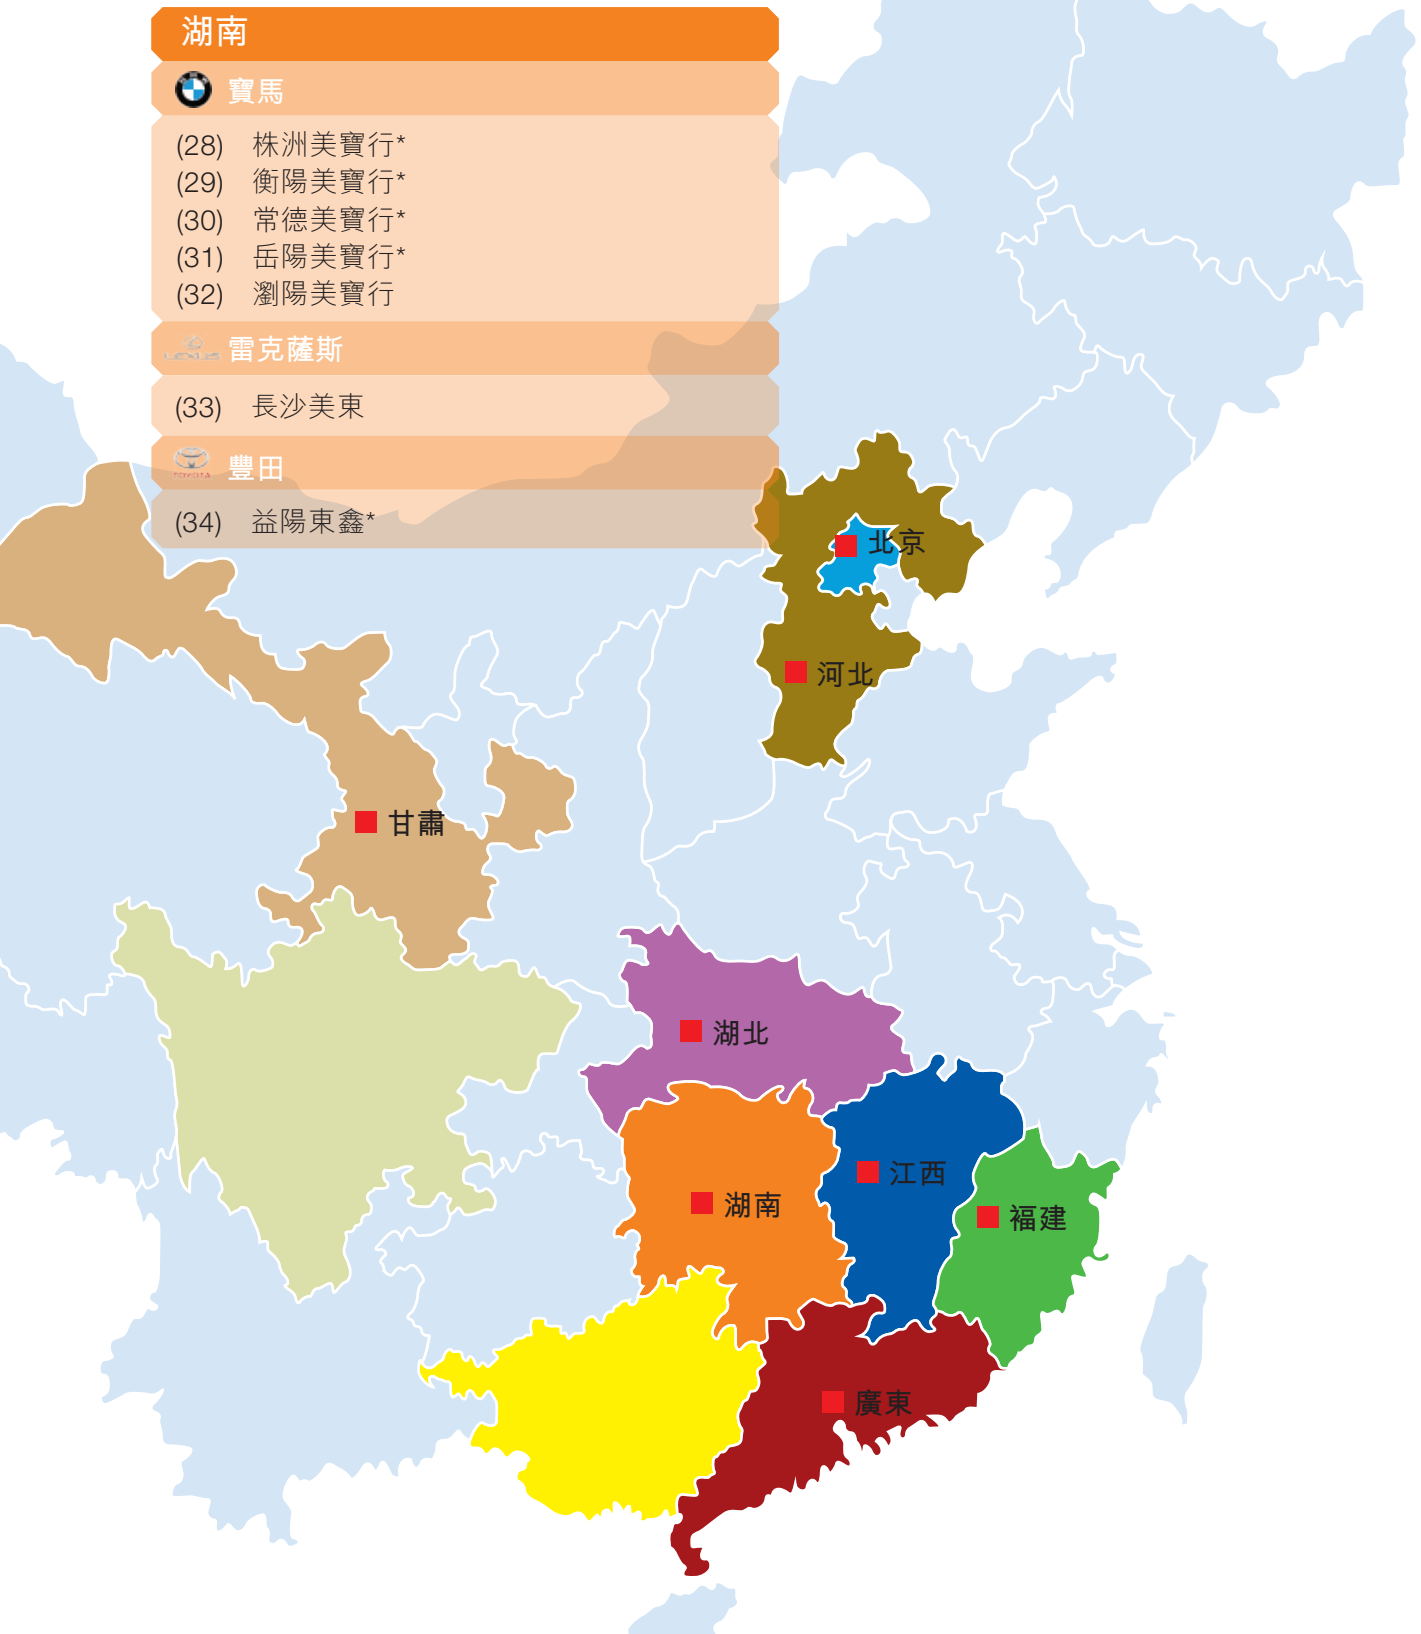 湖南
寶馬
(28) 株洲美寶行*
(29) 衡陽美寶行*
(30) 常德美寶行*
(31) 岳陽美寶行*
(32) 瀏陽美寶行
雷克薩斯
(33) 長沙美東
TOYOTA 豐田
(34) 益陽東鑫*
北京
河北
甘肅
湖北
江西
湖南
福建
廣東